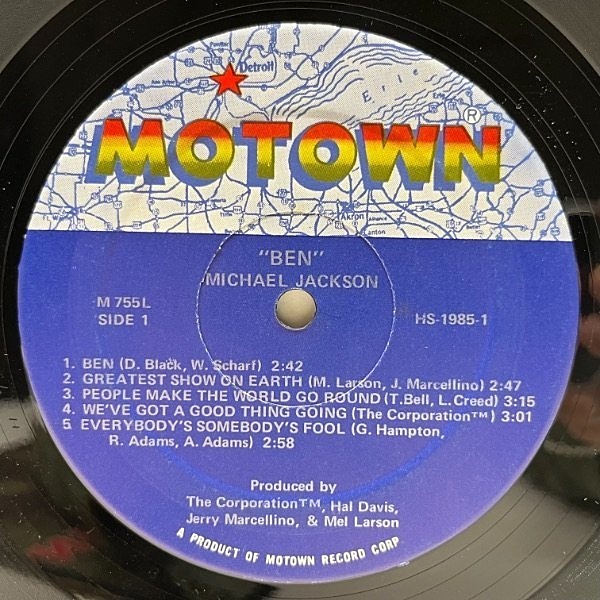 Detroit
Erie
MOTOWN®
Akron
Canton
"BEN"
MICHAEL JACKSON
M 755L
SIDE 1
HS-1985-1
1. BEN (D. Black, W. Scharf) 2:42
2. GREATEST SHOW ON EARTH (M. Larson, J. Marcellino) 2:47
3. PEOPLE MAKE THE WORLD GO ROUND (T.Bell, L. Creed) 3:15
4. WE'VE GOT A GOOD THING GOING (The Corporation™) 3:01
5. EVERYBODY'S SOMEBODY'S FOOL (G. Hampton,
R. Adams, A. Adams) 2:58
Produced by
The Corporation™, Hal Davis,
Jerry Marcellino, & Mel Larson
A PRODUCT OF MOTOWN RECORD CORP